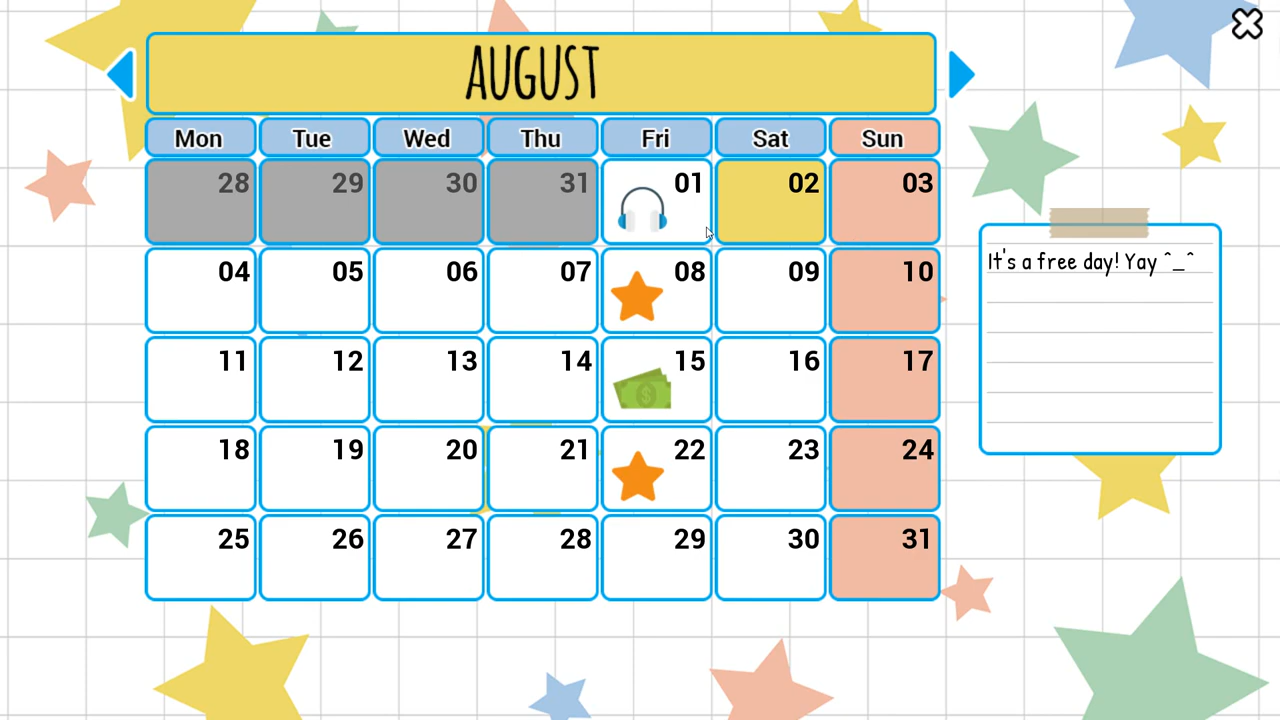 AUGUST
Mon Tue Wed Thu Fri Sat Sun
28 29 30 31 01 02 03
04 05 06 07 08 09 10
11 12 13 14 15 16 17
18 19 20 21 22 23 24
25 26 27 28 29 30 31
It's a free day! Yay ^_^